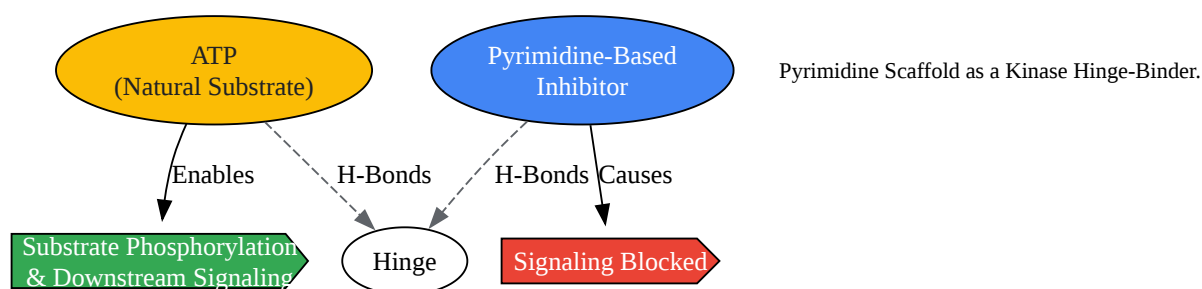 ATP
(Natural Substrate)
Pyrimidine-Based
Inhibitor
Pyrimidine Scaffold as a Kinase Hinge-Binder.
Enables
H-Bonds
H-Bonds
Causes
Substrate Phosphorylation
& Downstream Signaling
Hinge
Signaling Blocked